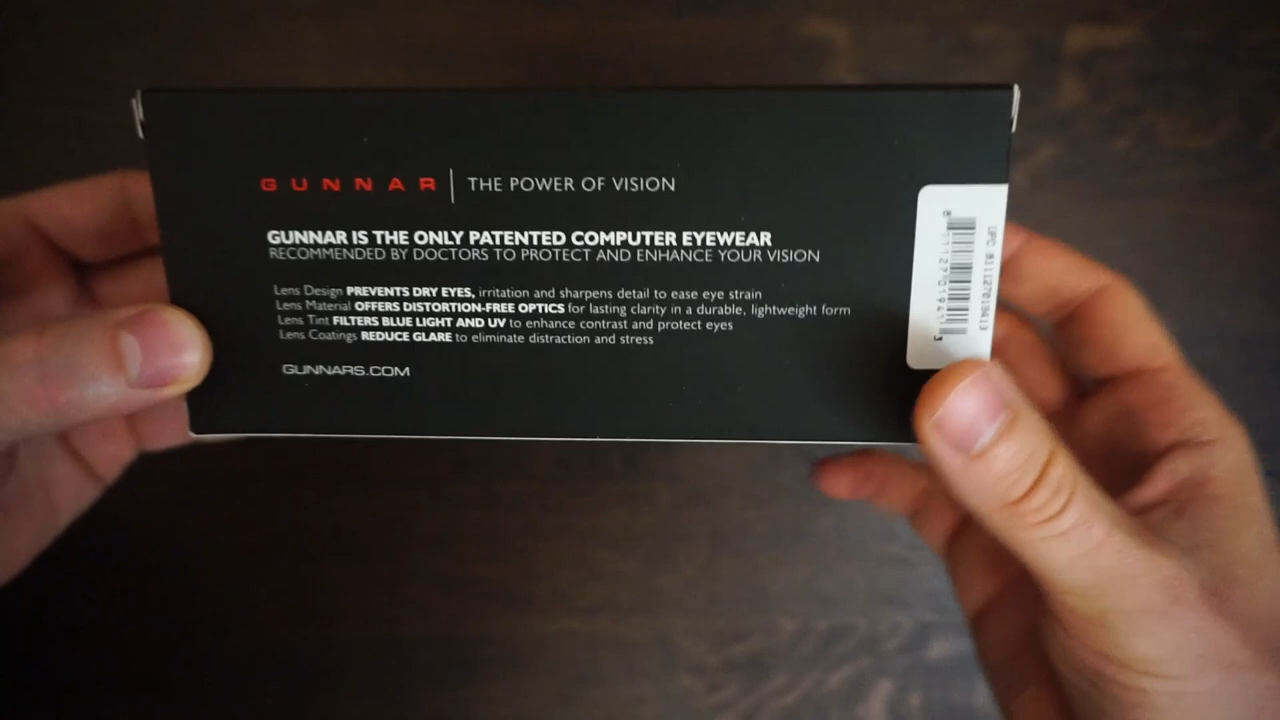 GUNNAR | THE POWER OF VISION
GUNNAR IS THE ONLY PATENTED COMPUTER EYEWEAR
RECOMMENDED BY DOCTORS TO PROTECT AND ENHANCE YOUR VISION
Lens Design PREVENTS DRY EYES, irritation and sharpens detail to ease eye strain
Lens Material OFFERS DISTORTION-FREE OPTICS for lasting clarity in a durable, lightweight form
Lens Tint FILTERS BLUE LIGHT AND UV to enhance contrast and protect eyes
Lens Coatings REDUCE GLARE to eliminate distraction and stress
GUNNARS.COM
UPC